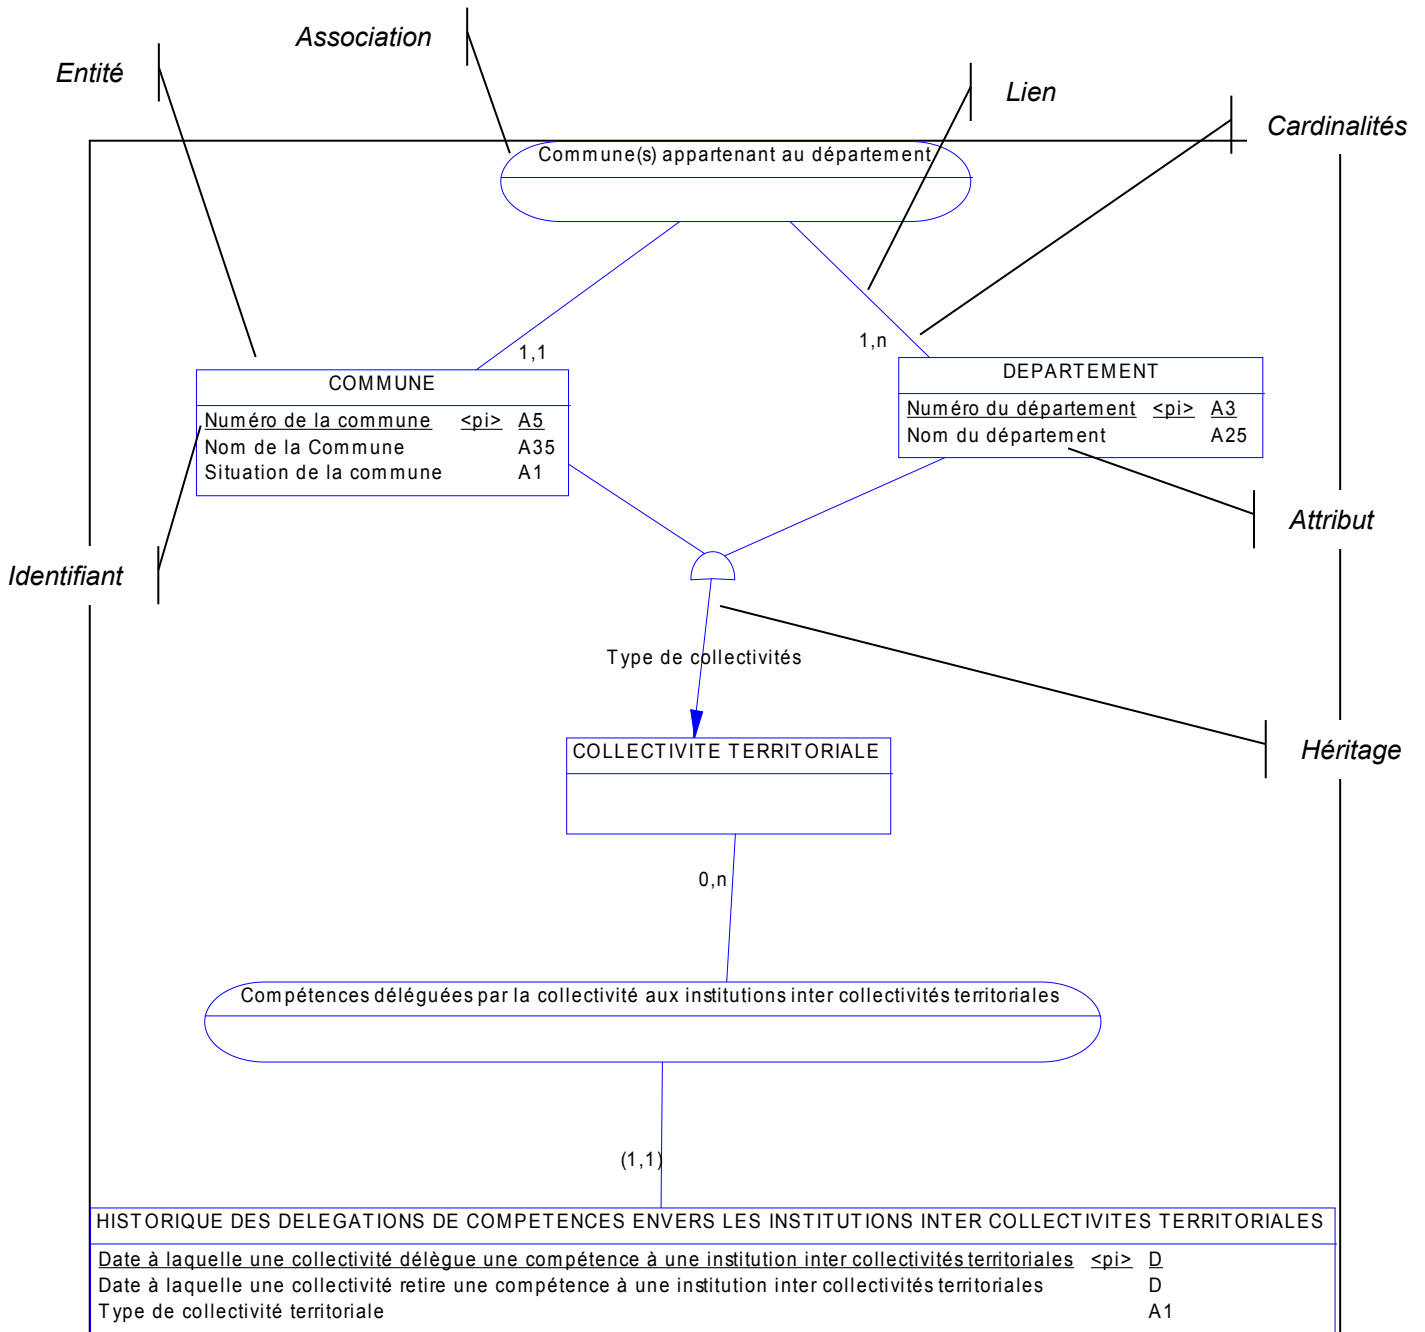 Association
Entité
Lien
Cardinalités
Commune(s) appartenant au département
1,1
1,n
COMMUNE
Numéro de la commune <pi> A5
Nom de la Commune A35
Situation de la commune A1
DEPARTEMENT
Numéro du département <pi> A3
Nom du département A25
Attribut
Identifiant
Type de collectivités
COLLECTIVITE TERRITORIALE
Héritage
0,n
Compétences déléguées par la collectivité aux institutions inter collectivités territoriales
(1,1)
HISTORIQUE DES DELEGATIONS DE COMPETENCES ENVERS LES INSTITUTIONS INTER COLLECTIVITES TERRITORIALES
Date à laquelle une collectivité délègue une compétence à une institution inter collectivités territoriales <pi> D
Date à laquelle une collectivité retire une compétence à une institution inter collectivités territoriales D
Type de collectivité territoriale A1